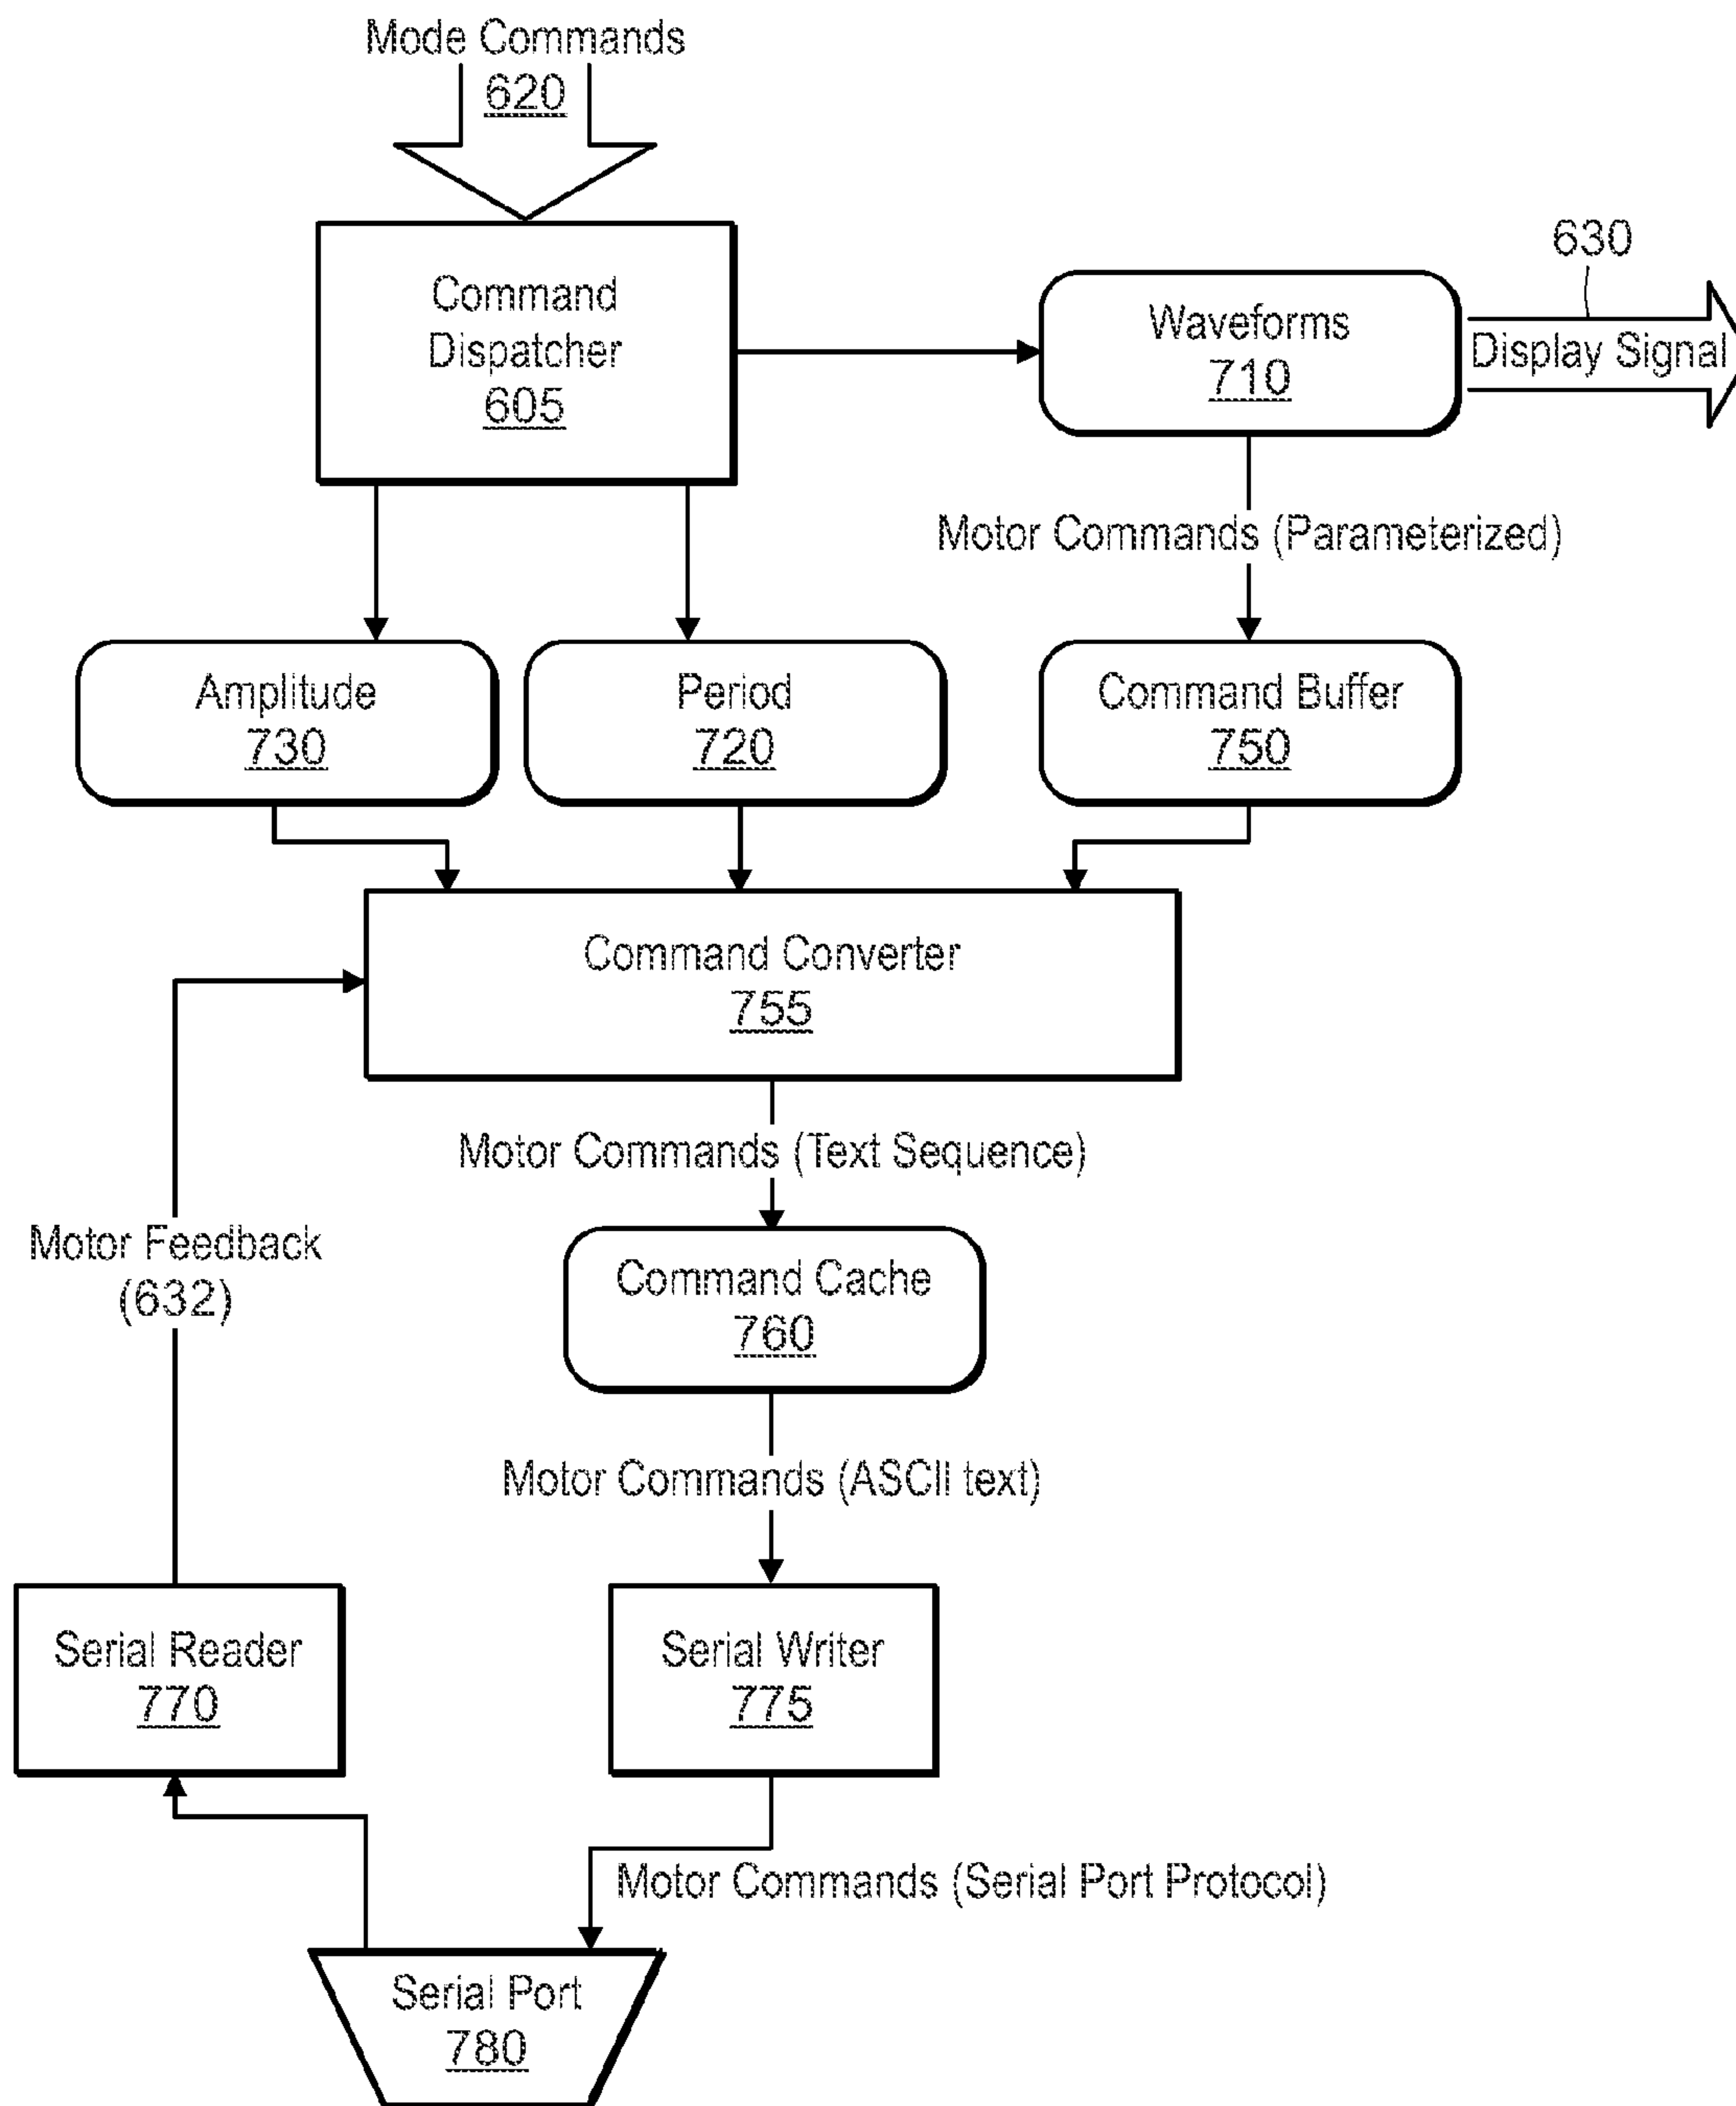 Mode Commands
620
630
Command
Dispatcher
605
Waveforms
710
Display Signal
Motor Commands (Parameterized)
Amplitude
730
Period
720
Command Buffer
750
Command Converter
755
Motor Commands (Text Sequence)
Motor Feedback
(632)
Command Cache
760
Motor Commands (ASCII text)
Serial Reader
770
Serial Writer
775
Motor Commands (Serial Port Protocol)
Serial Port
780